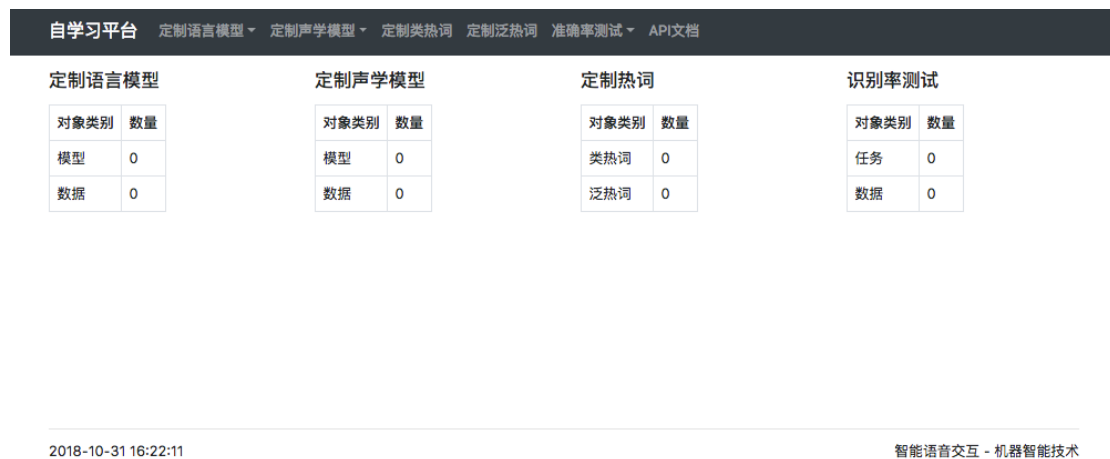 自学习平台 定制语言模型 定制声学模型 定制类热词 定制泛热词 准确率测试 API文档
定制语言模型 定制声学模型 定制热词 识别率测试
对象类别 数量 对象类别 数量 对象类别 数量 对象类别 数量
模型 0 模型 0 类热词 0 任务 0
数据 0 数据 0 泛热词 0 数据 0
2018-10-31 16:22:11 智能语音交互 - 机器智能技术